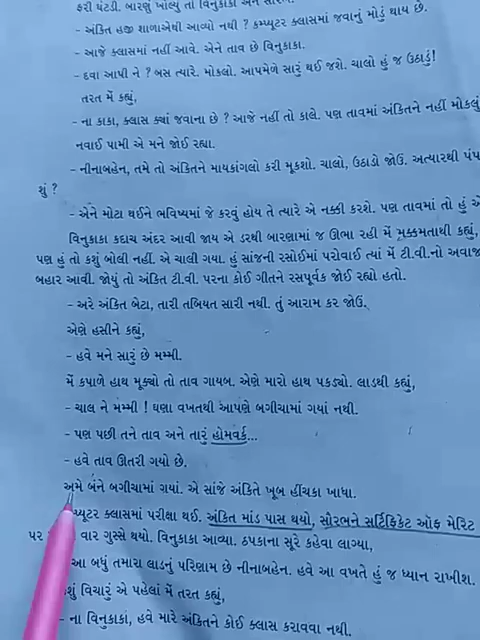 ફરી ઘંટડી. બારણું ખોલ્યું તો વિનુકાકા અને
- અંકિત હજી શાળાએથી આવ્યો નથી ? કમ્પ્યૂટર ક્લાસમાં જવાનું મોડું થાય છે.
- આજે ક્લાસમાં નહીં આવે. એને તાવ છે વિનુકાકા.
- દવા આપી ને ? બસ ત્યારે. મોકલો. આપમેળે સારું થઈ જશે. ચાલો હું જ ઉઠાડું!
તરત મેં કહ્યું,
- ના કાકા, ક્લાસ ક્યાં જવાના છે ? આજે નહીં તો કાલે. પણ તાવમાં અંકિતને નહીં મોકલું
નવાઈ પામી એ મને જોઈ રહ્યા.
- નીનાબહેન, તમે તો અંકિતને માયકાંગલો કરી મૂકશો. ચાલો, ઉઠાડો જોઉં. અત્યારથી પંપ
શું ?
- એને મોટા થઈને ભવિષ્યમાં જે કરવું હોય તે ત્યારે એ નક્કી કરશે. પણ તાવમાં તો હું એ
વિનુકાકા કદાચ અંદર આવી જાય એ ડરથી બારણામાં જ ઊભા રહી મેં મક્કમતાથી કહ્યું,
પણ હું તો કશું બોલી નહીં. એ ચાલી ગયા. હું સાંજની રસોઈમાં પરોવાઈ ત્યાં મેં ટી.વી.નો અવાજ
બહાર આવી. જોયું તો અંકિત ટી.વી. પરના કોઈ ગીતને રસપૂર્વક જોઈ રહ્યો હતો.
- અરે અંકિત બેટા, તારી તબિયત સારી નથી. તું આરામ કર જોઉં.
એણે હસીને કહ્યું,
- હવે મને સારું છે મમ્મી.
મેં કપાળે હાથ મૂક્યો તો તાવ ગાયબ. એણે મારો હાથ પકડ્યો. લાડથી કહ્યું,
- ચાલ ને મમ્મી ! ઘણા વખતથી આપણે બગીચામાં ગયાં નથી.
- પણ પછી તને તાવ અને તારું હોમવર્ક...
- હવે તાવ ઊતરી ગયો છે.
અમે બંને બગીચામાં ગયાં. એ સાંજે અંકિતે ખૂબ હીંચકા ખાધા.
પ્યૂટર ક્લાસમાં પરીક્ષા થઈ. અંકિત માંડ પાસ થયો, સૌરભને સર્ટિફિકેટ ઑફ મેરિટ
પર વાર ગુસ્સે થયો. વિનુકાકા આવ્યા. ઠપકાના સૂરે કહેવા લાગ્યા,
આ બધું તમારા લાડનું પરિણામ છે નીનાબહેન. હવે આ વખતે હું જ ધ્યાન રાખીશ.
શું વિચારું એ પહેલાં મેં તરત કહ્યું,
- ના વિનુકાકા, હવે મારે અંકિતને કોઈ ક્લાસ કરાવવા નથી.